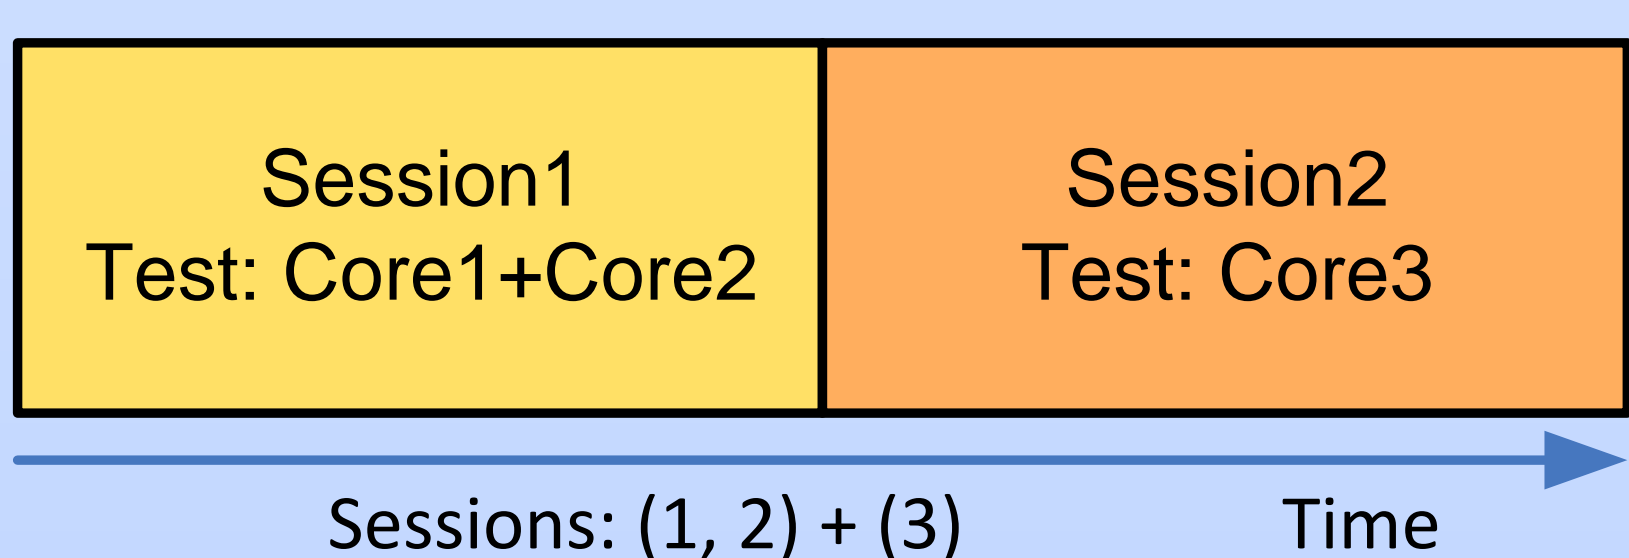 Session1
Test: Core1+Core2
Session2
Test: Core3
Sessions: (1, 2) + (3)
Time